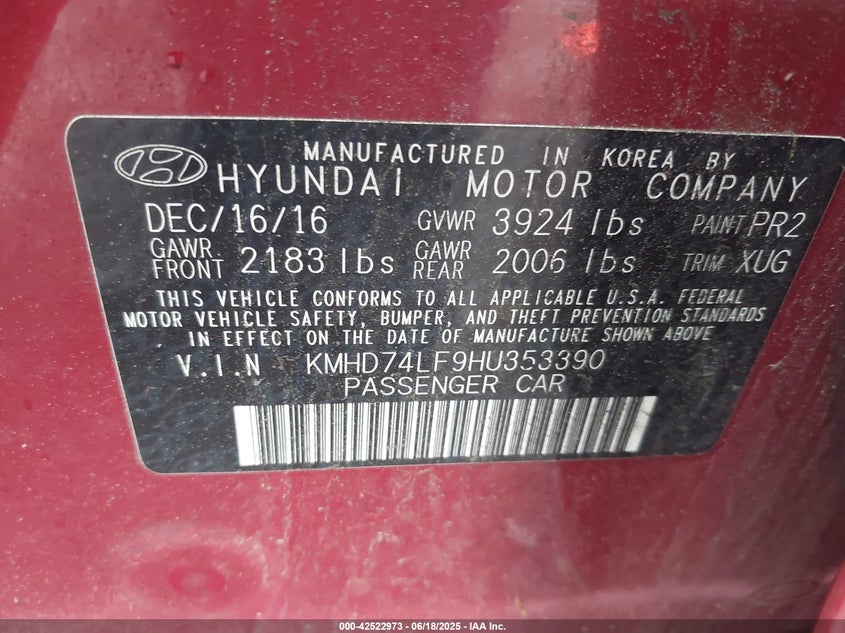 MANUFACTURED IN KOREA BY
HYUNDAI MOTOR COMPANY
DEC/16/16 GVWR 3924 lbs PAINT PR2
GAWR FRONT 2183 lbs GAWR REAR 2006 lbs TRIM XUG
THIS VEHICLE CONFORMS TO ALL APPLICABLE U.S.A. FEDERAL
MOTOR VEHICLE SAFETY, BUMPER, AND THEFT PREVENTION STANDARDS
IN EFFECT ON THE DATE OF MANUFACTURE SHOWN ABOVE
V.I.N KMHD74LF9HU353390
PASSENGER CAR
000-42522973 - 06/18/2025 - IAA Inc.